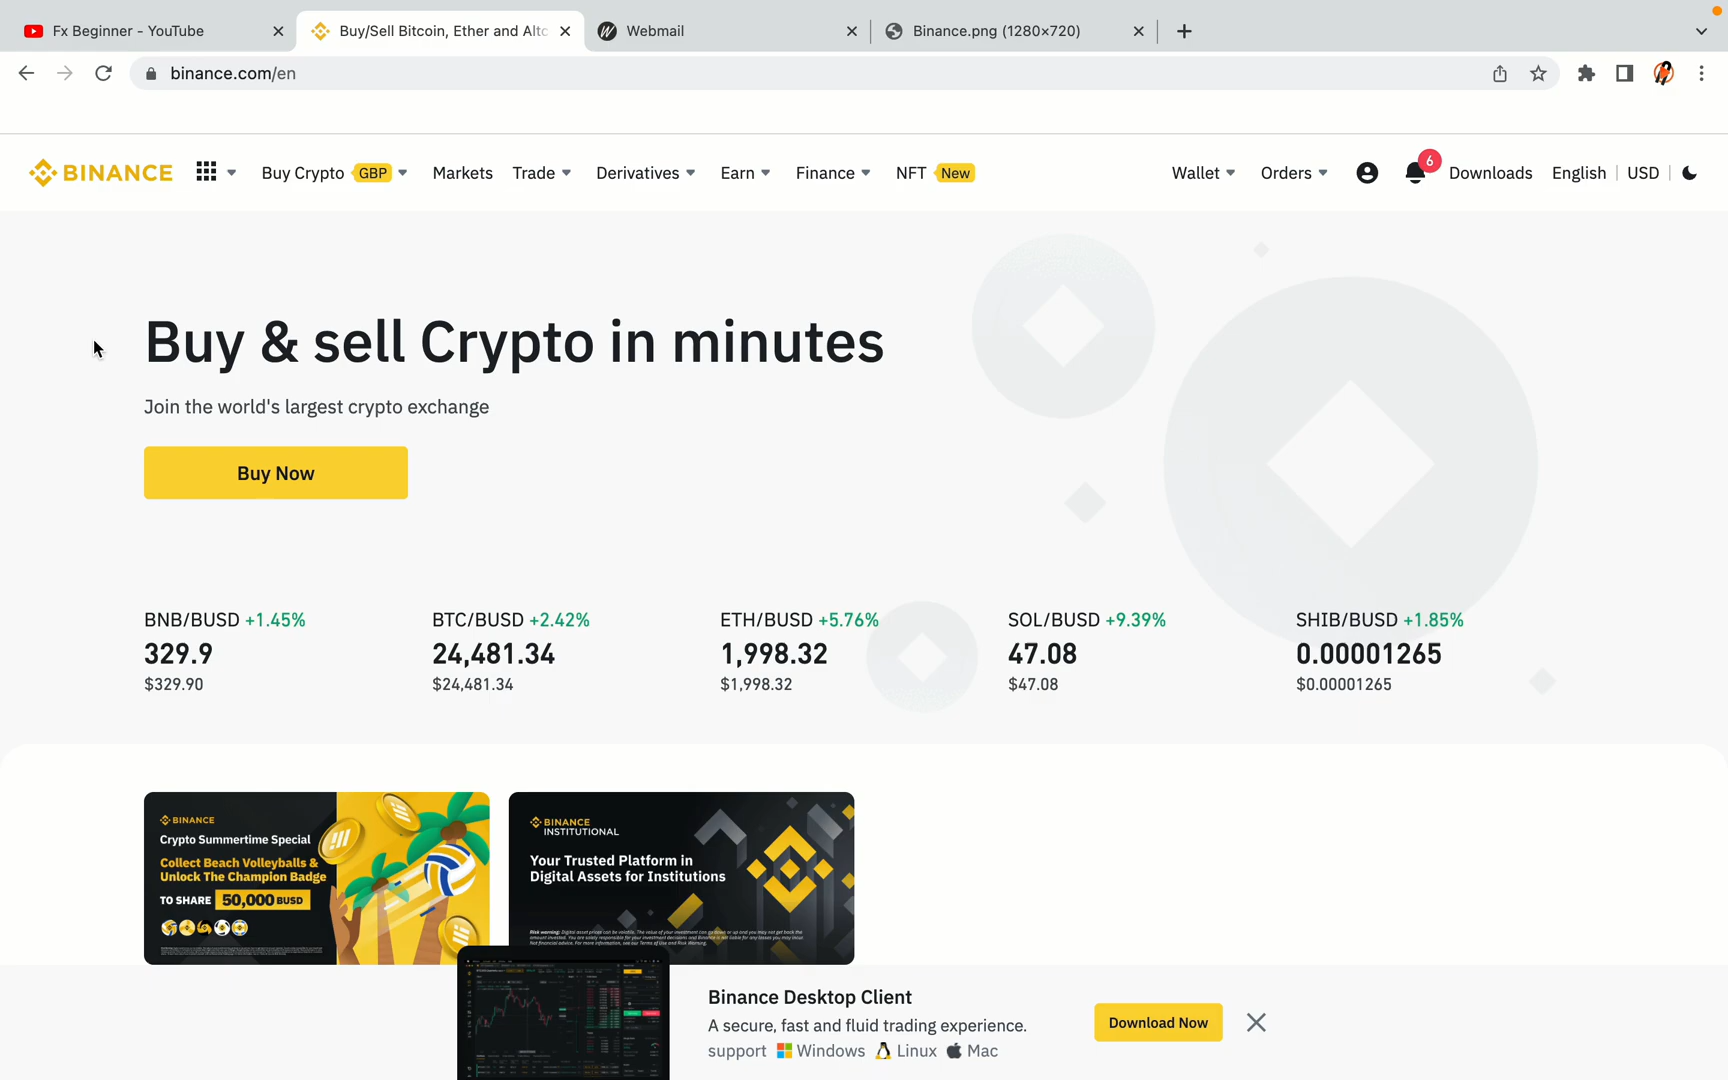 Fx Beginner - YouTube
Buy/Sell Bitcoin, Ether and Altc
Webmail
Binance.png (1280×720)
binance.com/en
BINANCE
Buy Crypto GBP
Markets
Trade
Derivatives
Earn
Finance
NFT New
Wallet
Orders
6
Downloads
English
USD
Buy & sell Crypto in minutes
Join the world's largest crypto exchange
Buy Now
BNB/BUSD +1.45%
329.9
$329.90
BTC/BUSD +2.42%
24,481.34
$24,481.34
ETH/BUSD +5.76%
1,998.32
$1,998.32
SOL/BUSD +9.39%
47.08
$47.08
SHIB/BUSD +1.85%
0.00001265
$0.00001265
BINANCE
Crypto Summertime Special
Collect Beach Volleyballs &
Unlock The Champion Badge
TO SHARE 50,000 BUSD
BINANCE
INSTITUTIONAL
Your Trusted Platform in
Digital Assets for Institutions
Binance Desktop Client
A secure, fast and fluid trading experience.
support Windows Linux Mac
Download Now